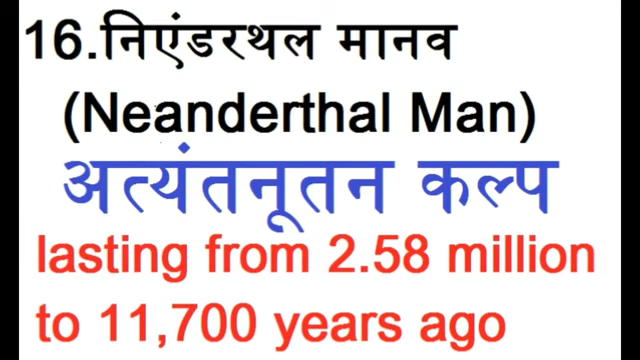 16.निएंडरथल मानव
(Neanderthal Man)
अत्यंतनूतन कल्प
lasting from 2.58 million
to 11,700 years ago